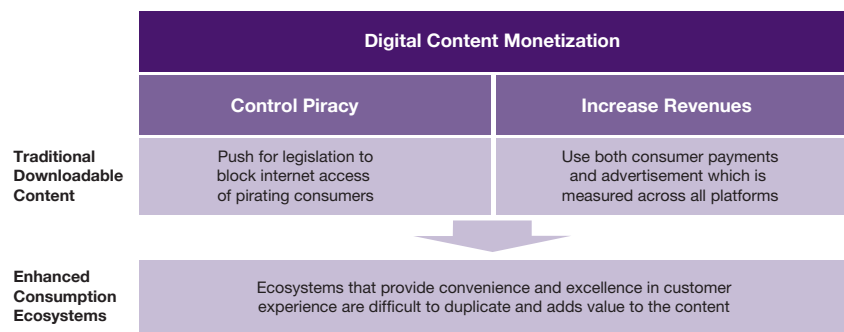 Digital Content Monetization
Control Piracy
Increase Revenues
Traditional
Downloadable
Content
Push for legislation to
block internet access
of pirating consumers
Use both consumer payments
and advertisement which is
measured across all platforms
Enhanced
Consumption
Ecosystems
Ecosystems that provide convenience and excellence in customer
experience are difficult to duplicate and adds value to the content